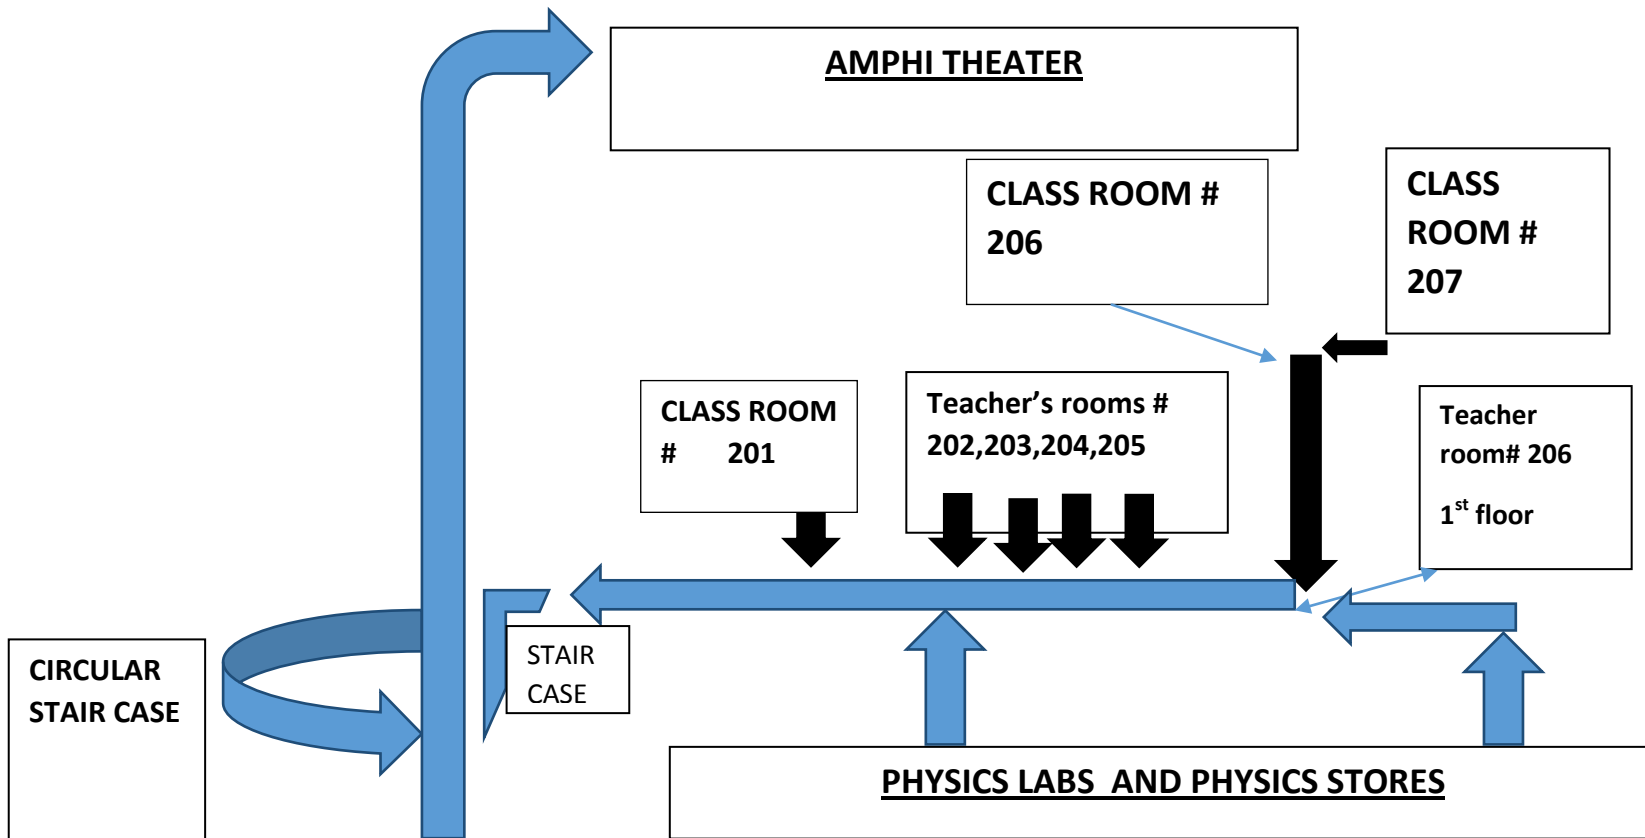 AMPHI THEATER
CLASS ROOM #
206
CLASS
ROOM #
207
CLASS ROOM
# 201
Teacher’s rooms #
202,203,204,205
Teacher
room# 206
1st floor
CIRCULAR
STAIR CASE
STAIR
CASE
PHYSICS LABS AND PHYSICS STORES